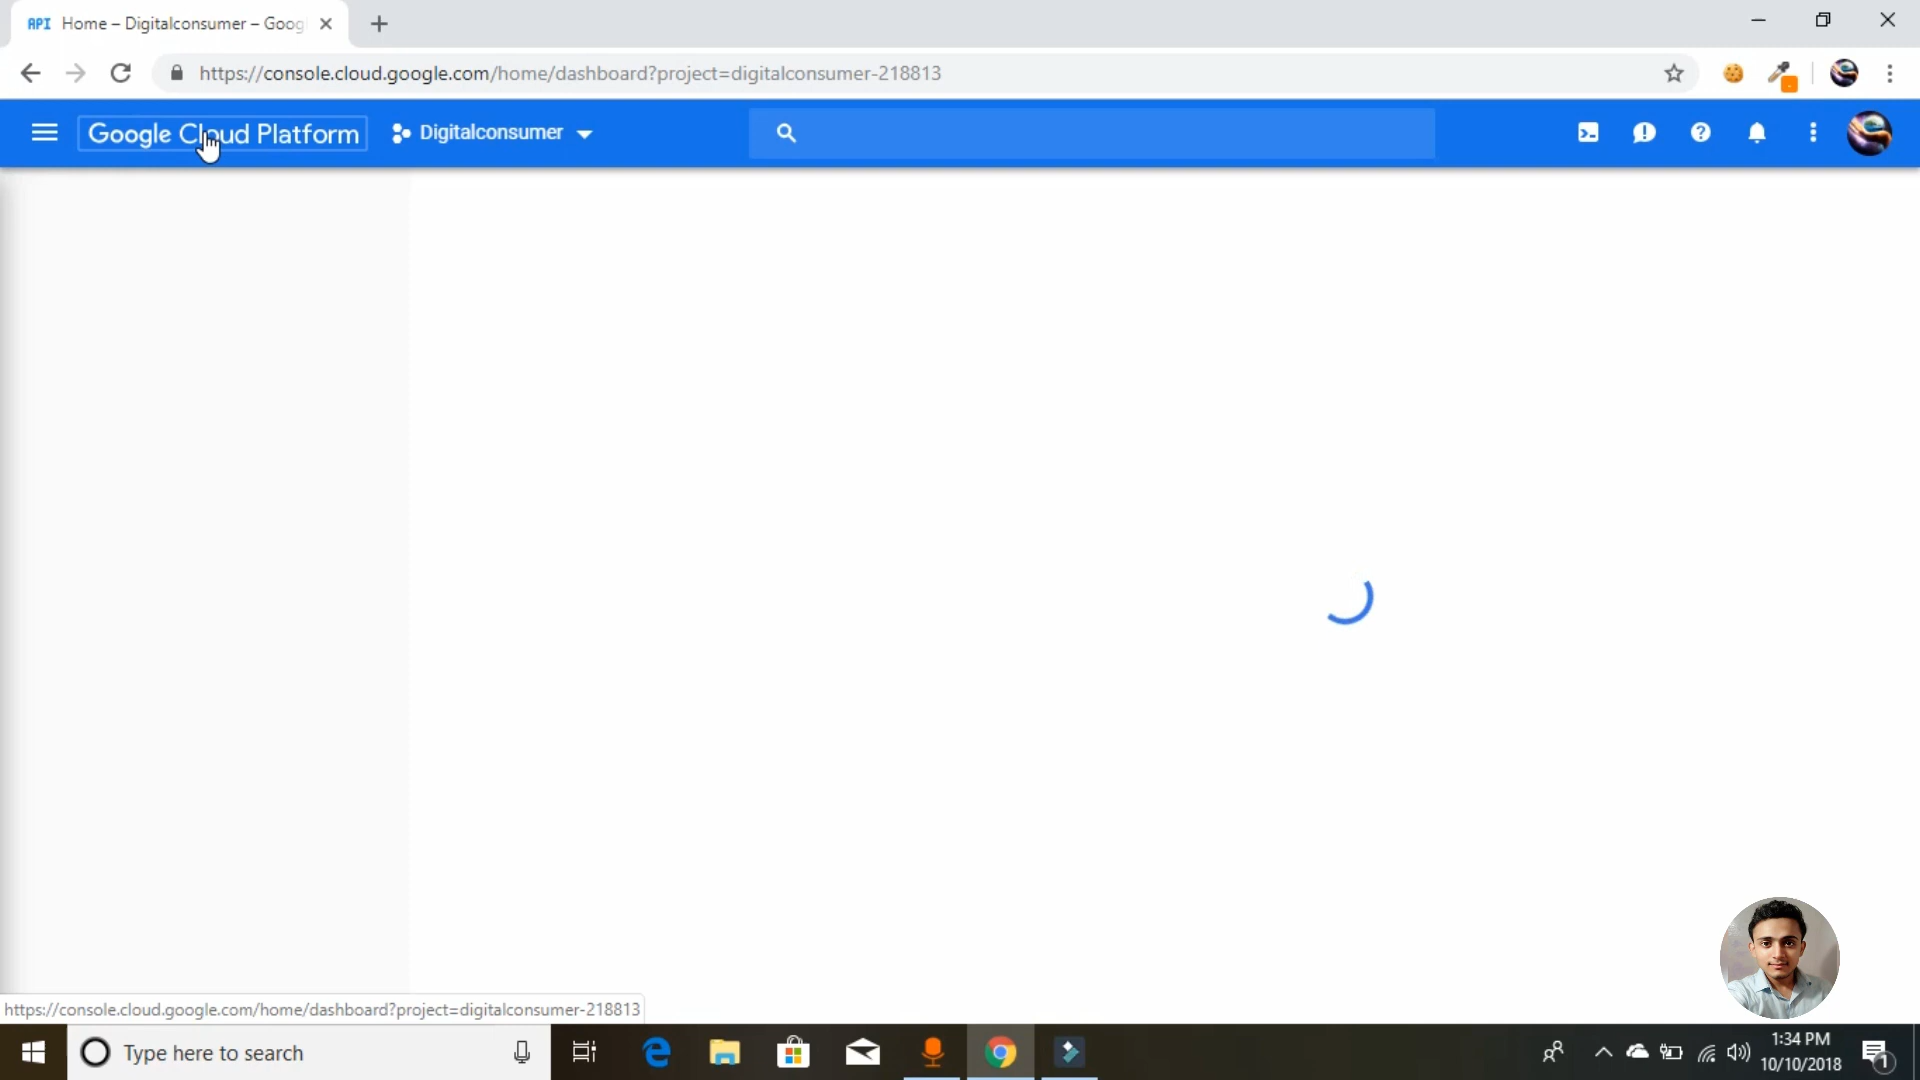 API Home – Digitalconsumer – Goog
https://console.cloud.google.com/home/dashboard?project=digitalconsumer-218813
Google Cloud Platform
Digitalconsumer
https://console.cloud.google.com/home/dashboard?project=digitalconsumer-218813
Type here to search
1:34 PM
10/10/2018
1